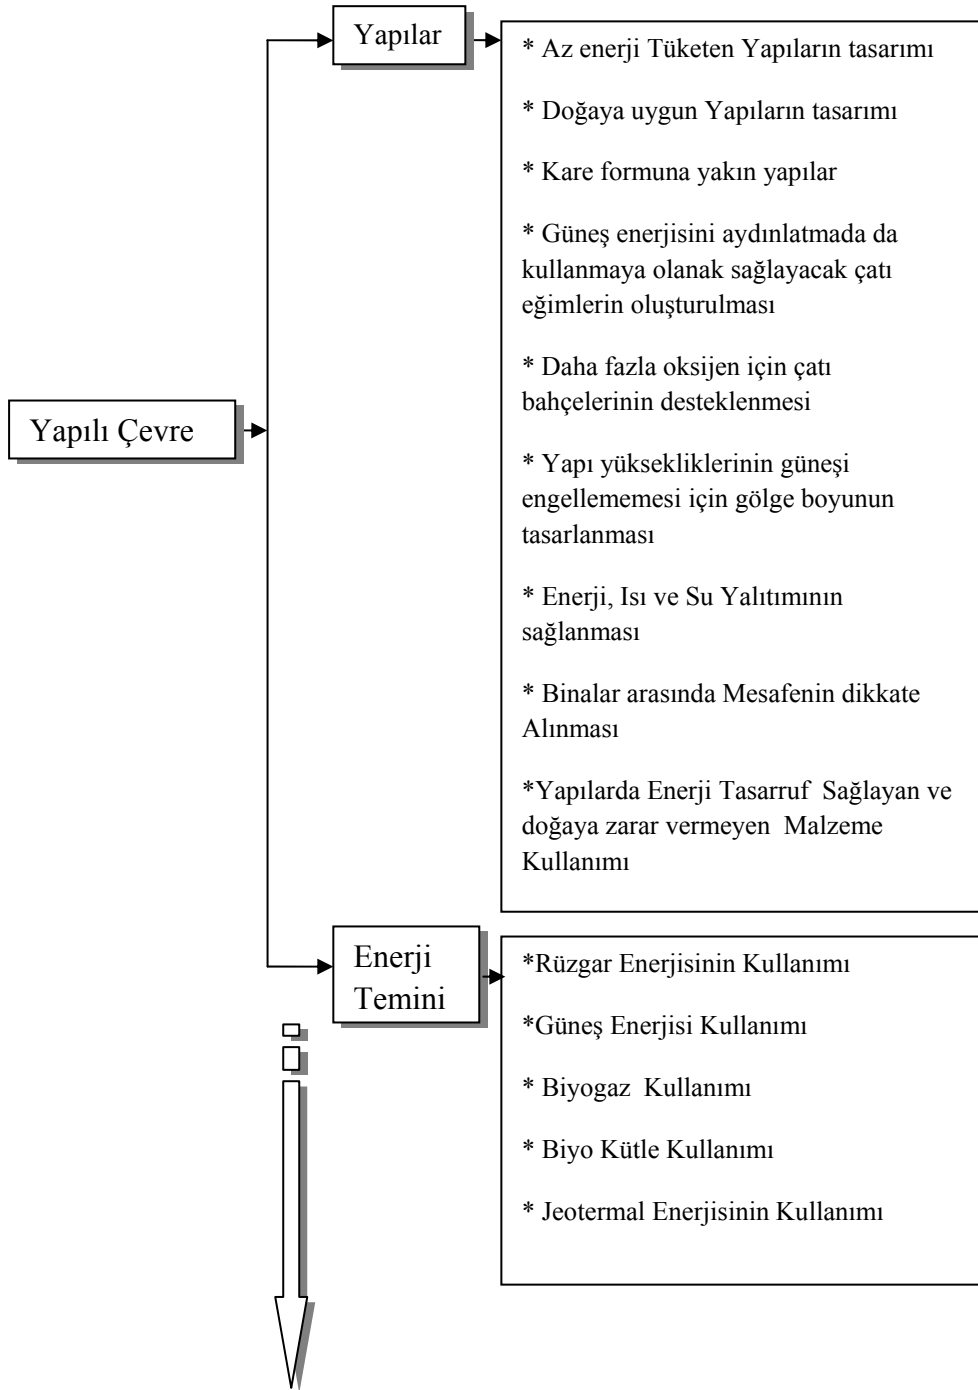 Yapılar
* Az enerji Tüketen Yapıların tasarımı
* Doğaya uygun Yapıların tasarımı
* Kare formuna yakın yapılar
* Güneş enerjisini aydınlatmada da
kullanmaya olanak sağlayacak çatı
eğimlerin oluşturulması
* Daha fazla oksijen için çatı
bahçelerinin desteklenmesi
Yapılı Çevre
* Yapı yüksekliklerinin güneşi
engellememesi için gölge boyunun
tasarlanması
* Enerji, Isı ve Su Yalıtımının
sağlanması
* Binalar arasında Mesafenin dikkate
Alınması
*Yapılarda Enerji Tasarruf  Sağlayan ve
doğaya zarar vermeyen  Malzeme
Kullanımı
Enerji
Temini
*Rüzgar Enerjisinin Kullanımı
*Güneş Enerjisi Kullanımı
* Biyogaz  Kullanımı
* Biyo Kütle Kullanımı
* Jeotermal Enerjisinin Kullanımı